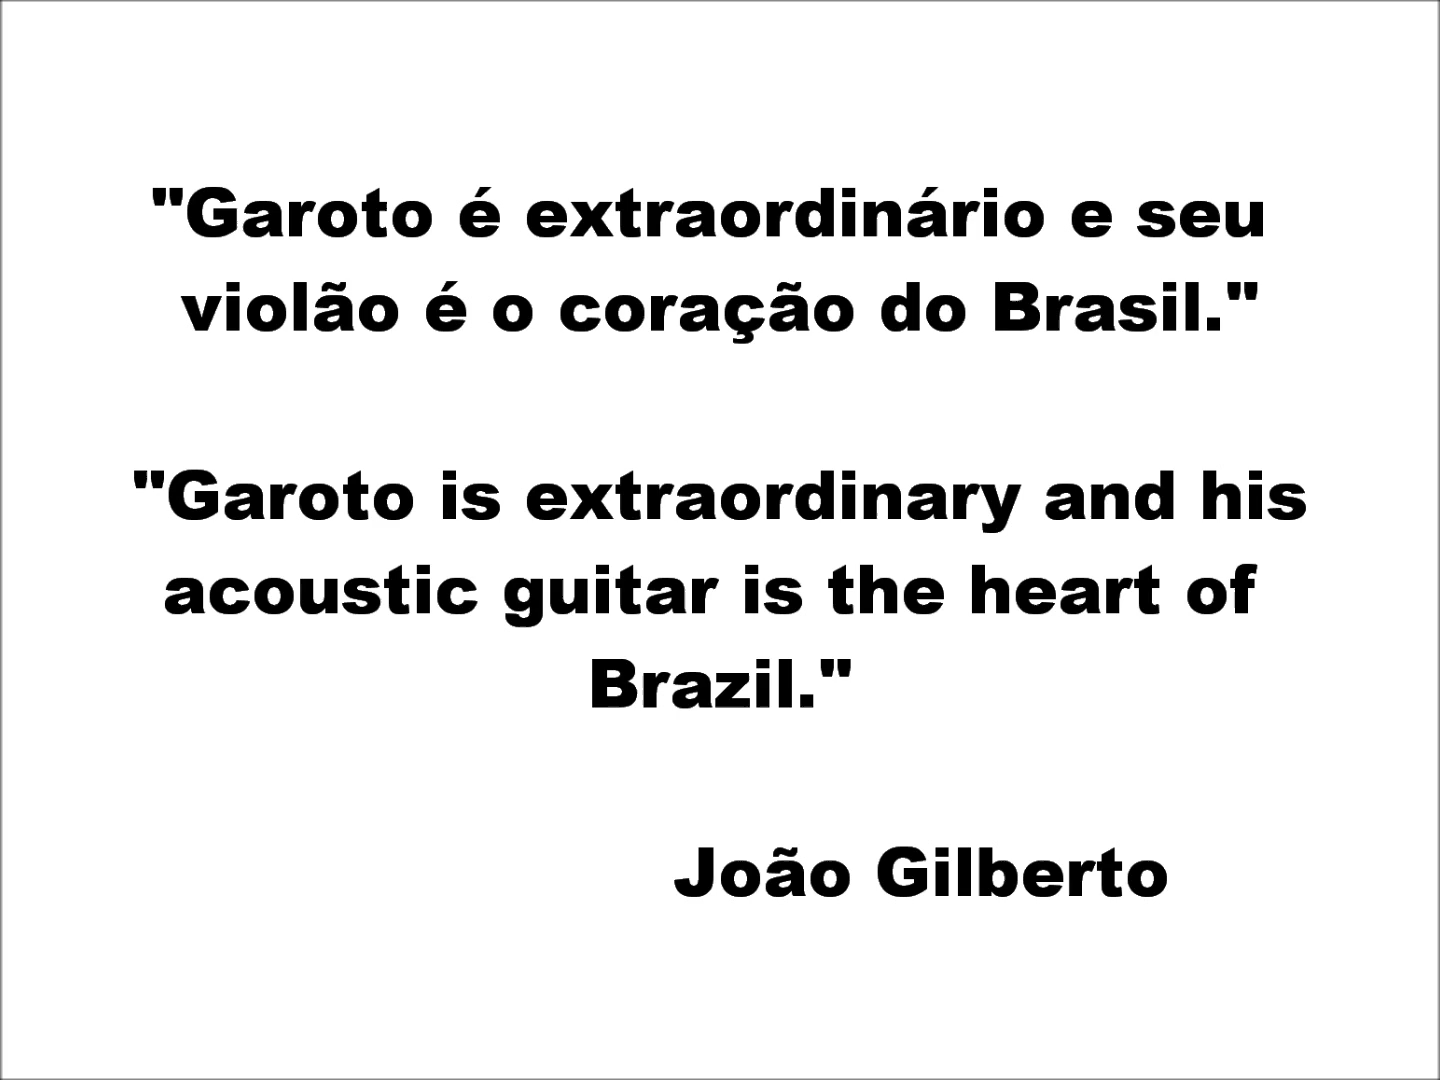 "Garoto é extraordinário e seu
violão é o coração do Brasil."
"Garoto is extraordinary and his
acoustic guitar is the heart of
Brazil."
João Gilberto